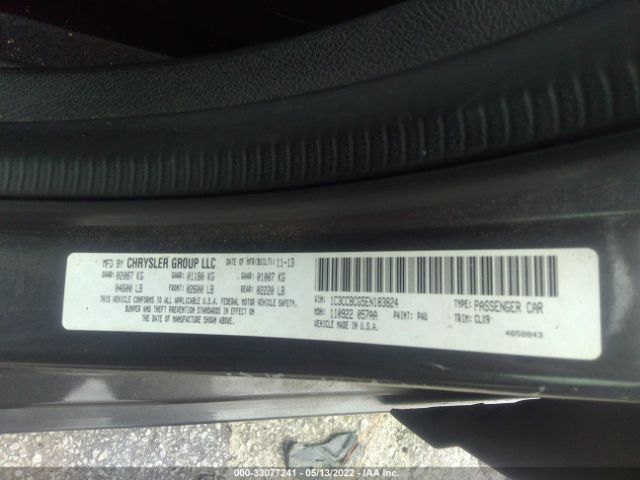 MFD BY CHRYSLER GROUP LLC DATE OF MFR(BUILT): 11-13
GVWR: 02087 KG GAWR: 01180 KG GAWR: 01007 KG
04600 LB FRONT: 02600 LB REAR: 02220 LB
THIS VEHICLE CONFORMS TO ALL U.S.A. FEDERAL MOTOR VEHICLE SAFETY,
BUMPER AND THEFT PREVENTION STANDARDS IN EFFECT ON
THE DATE OF MANUFACTURE SHOWN ABOVE.
VIN: 1C3CCBCG5EN183824 TYPE: PASSENGER CAR
MDH: 110922 057AA PAINT: PAU TRIM: CLX9
VEHICLE MADE IN U.S.A. 4658843
000-33077241 - 05/13/2022 - IAA Inc.